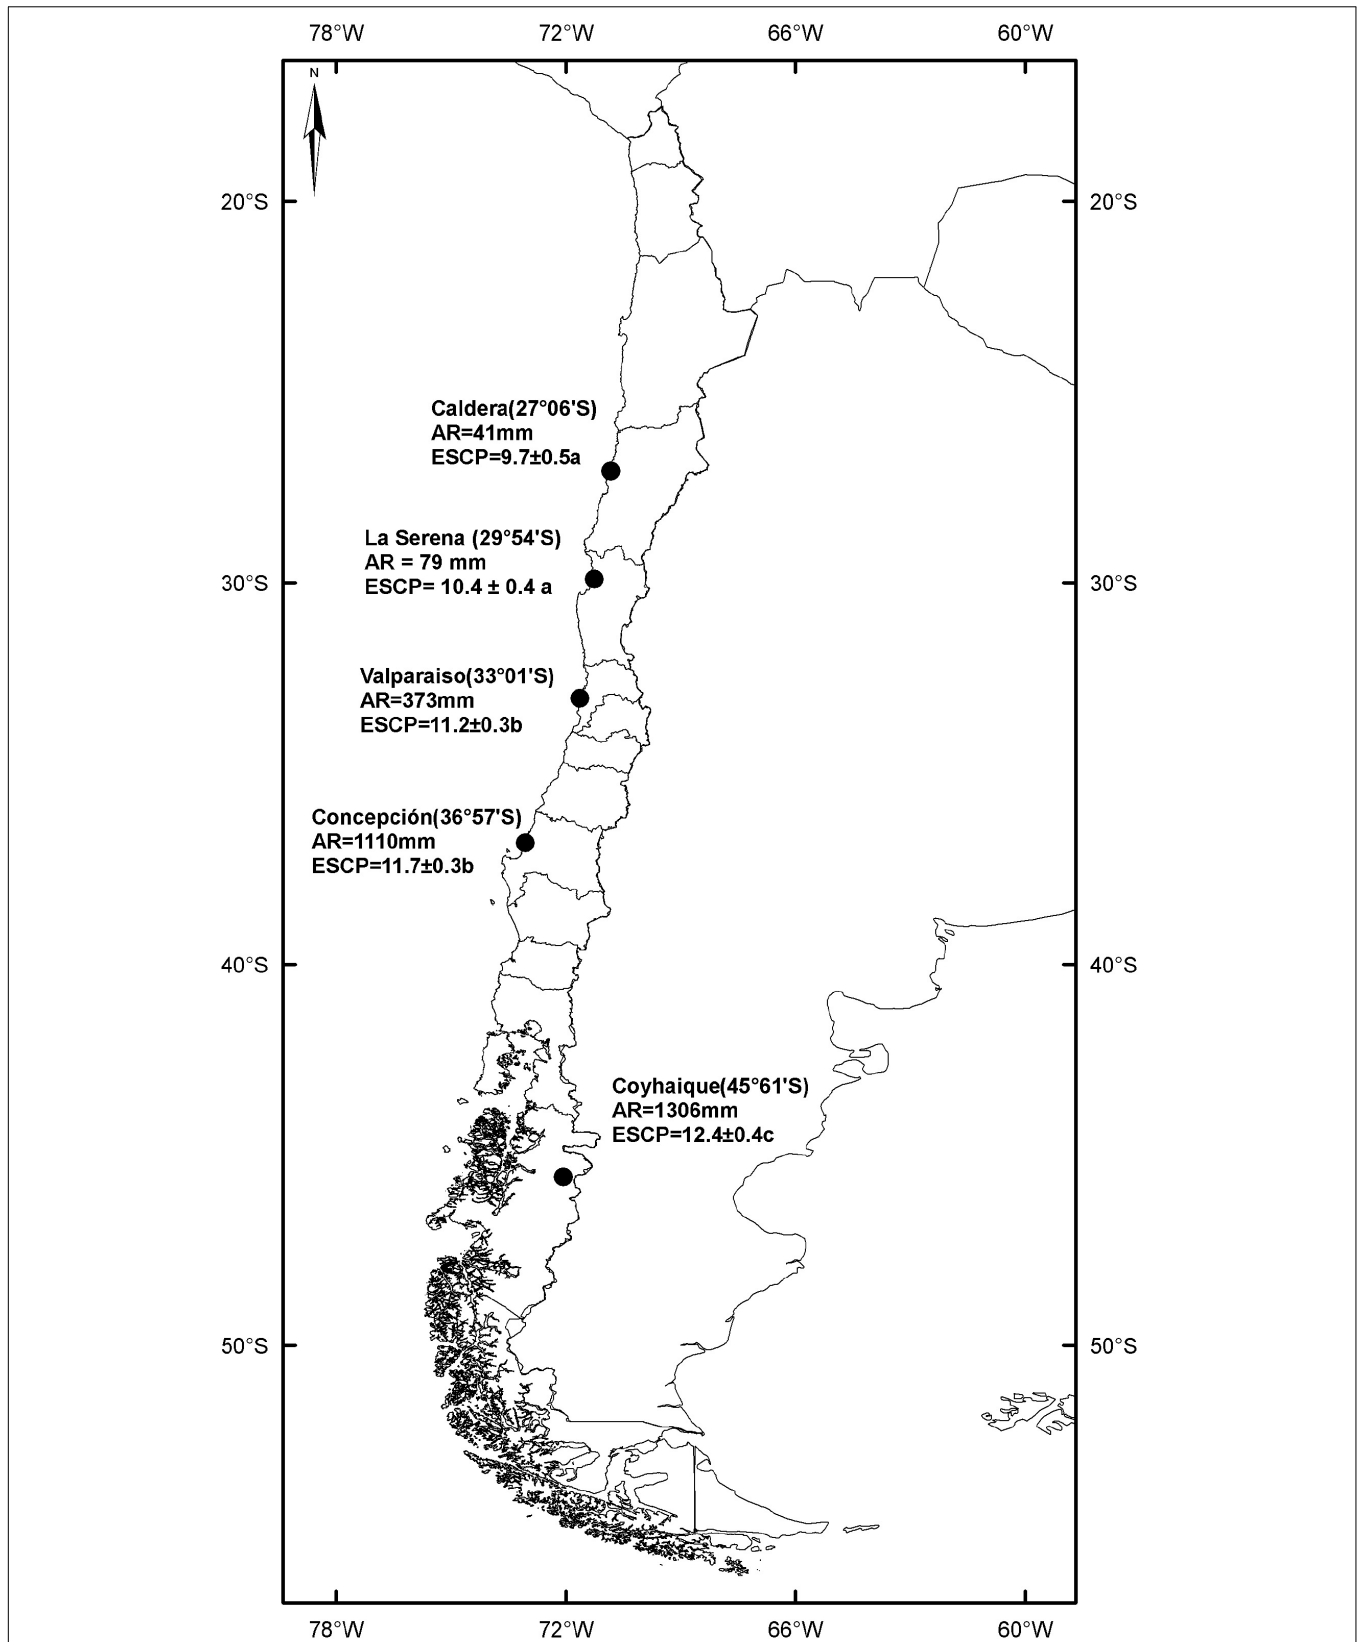 78°W 72°W 66°W 60°W
N
20°S 20°S
Caldera(27°06'S)
AR=41mm
ESCP=9.7±0.5a
La Serena (29°54'S)
AR = 79 mm
ESCP= 10.4 ± 0.4 a
30°S 30°S
Valparaiso(33°01'S)
AR=373mm
ESCP=11.2±0.3b
Concepción(36°57'S)
AR=1110mm
ESCP=11.7±0.3b
40°S 40°S
Coyhaique(45°61'S)
AR=1306mm
ESCP=12.4±0.4c
50°S 50°S
78°W 72°W 66°W 60°W